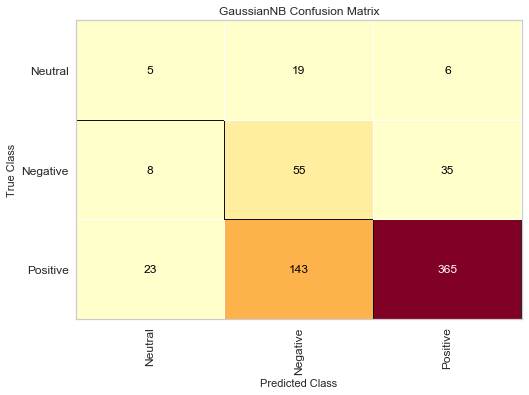 GaussianNB Confusion Matrix
True Class
Neutral 5 19 6
Negative 8 55 35
Positive 23 143 365
Neutral Negative Positive
Predicted Class